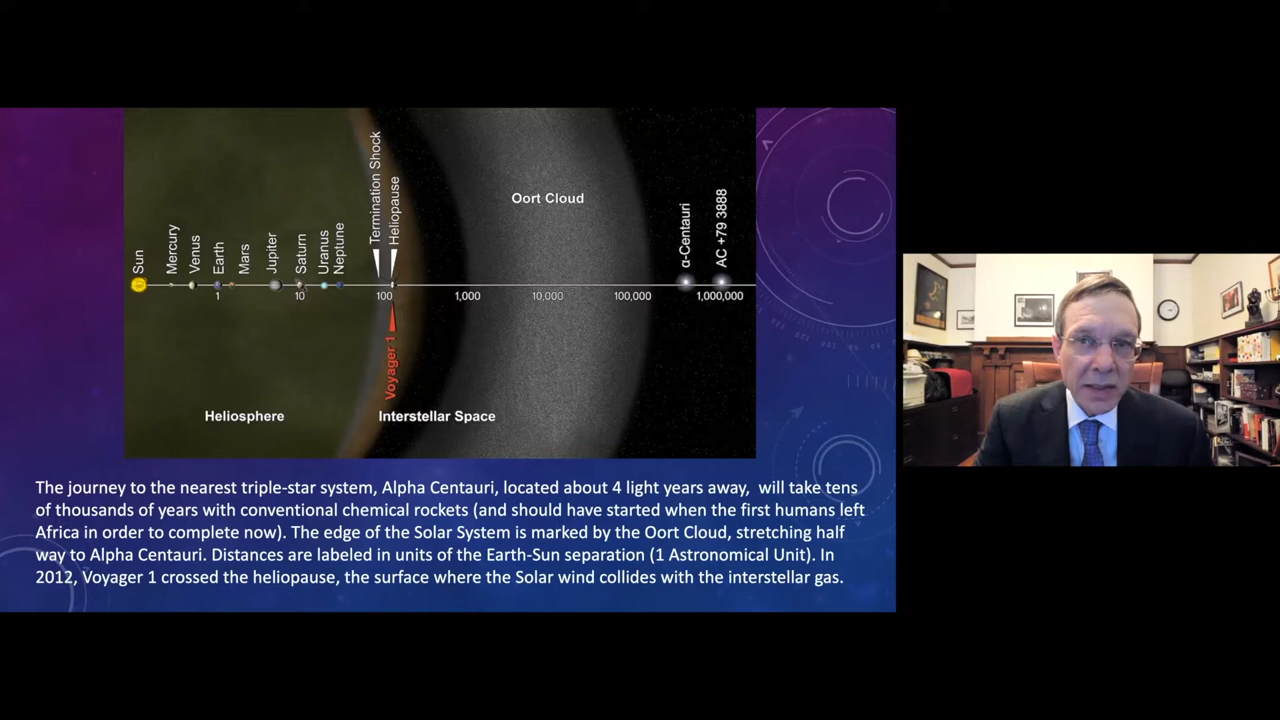 Sun
Mercury
Venus
Earth
Mars
Jupiter
Saturn
Uranus
Neptune
Termination Shock
Heliopause
Oort Cloud
α-Centauri
AC +79 3888
1
10
100
1,000
10,000
100,000
1,000,000
Voyager 1
Heliosphere
Interstellar Space
The journey to the nearest triple-star system, Alpha Centauri, located about 4 light years away, will take tens
of thousands of years with conventional chemical rockets (and should have started when the first humans left
Africa in order to complete now). The edge of the Solar System is marked by the Oort Cloud, stretching half
way to Alpha Centauri. Distances are labeled in units of the Earth-Sun separation (1 Astronomical Unit). In
2012, Voyager 1 crossed the heliopause, the surface where the Solar wind collides with the interstellar gas.